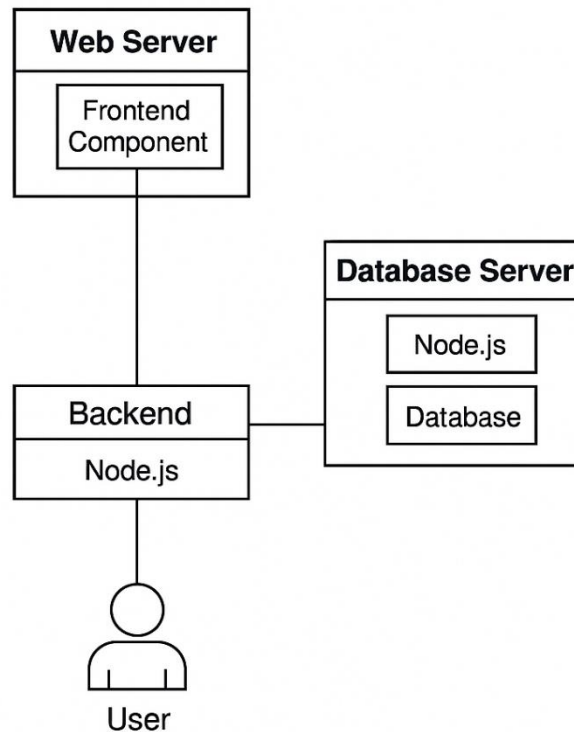 Web Server
Frontend
Component
Database Server
Node.js
Database
Backend
Node.js
User